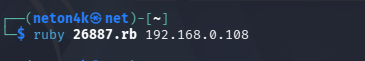 ┌──(neton4k㉿net)-[~]
└─$ ruby 26887.rb 192.168.0.108